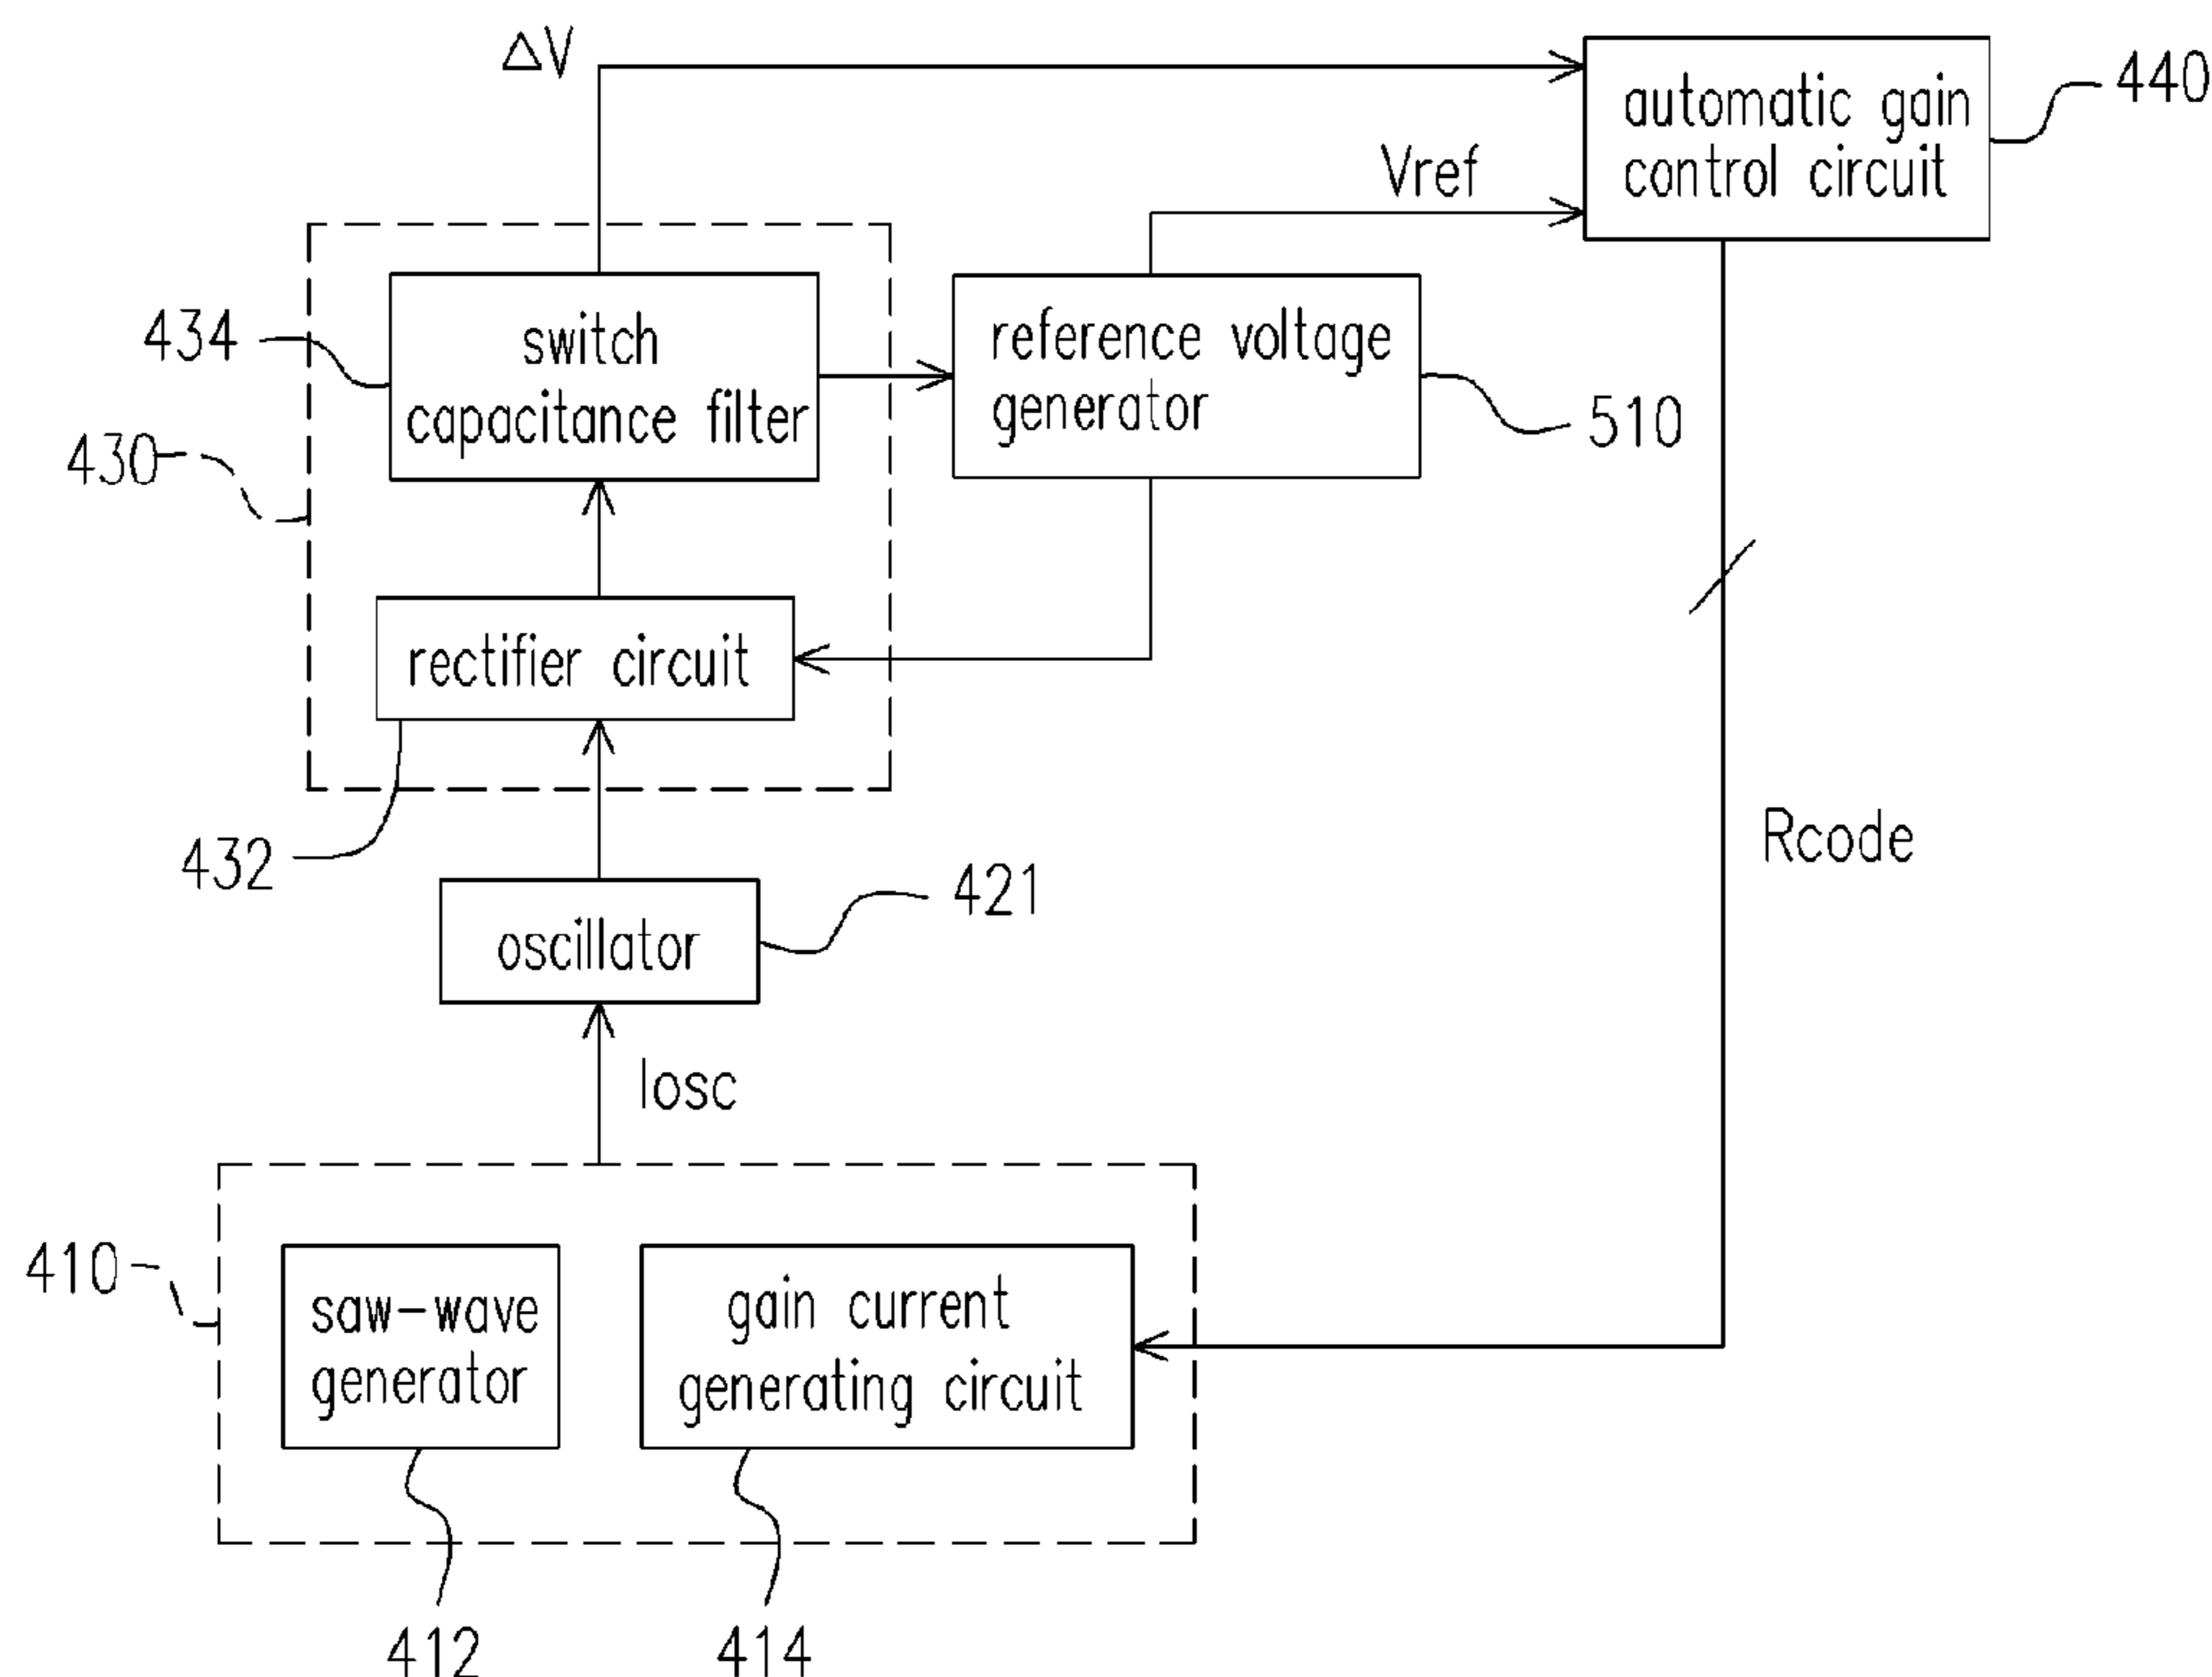 ΔV
automatic gain
control circuit
440
Vref
434
switch
capacitance filter
reference voltage
generator
510
430
rectifier circuit
432
Rcode
421
oscillator
Iosc
410
saw-wave
generator
gain current
generating circuit
412
414